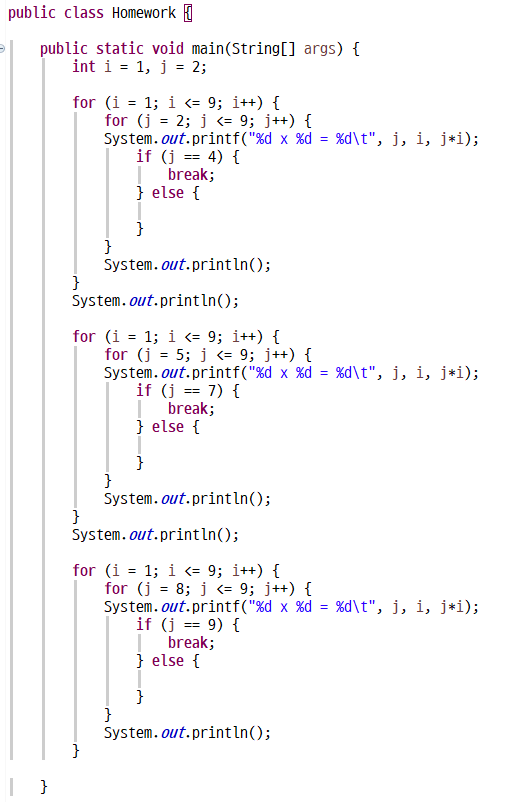 public class Homework {
public static void main(String[] args) {
int i = 1, j = 2;
for (i = 1; i <= 9; i++) {
for (j = 2; j <= 9; j++) {
System.out.printf("%d x %d = %d\t", j, i, j*i);
if (j == 4) {
break;
} else {
}
}
System.out.println();
}
System.out.println();
for (i = 1; i <= 9; i++) {
for (j = 5; j <= 9; j++) {
System.out.printf("%d x %d = %d\t", j, i, j*i);
if (j == 7) {
break;
} else {
}
}
System.out.println();
}
System.out.println();
for (i = 1; i <= 9; i++) {
for (j = 8; j <= 9; j++) {
System.out.printf("%d x %d = %d\t", j, i, j*i);
if (j == 9) {
break;
} else {
}
}
System.out.println();
}
}